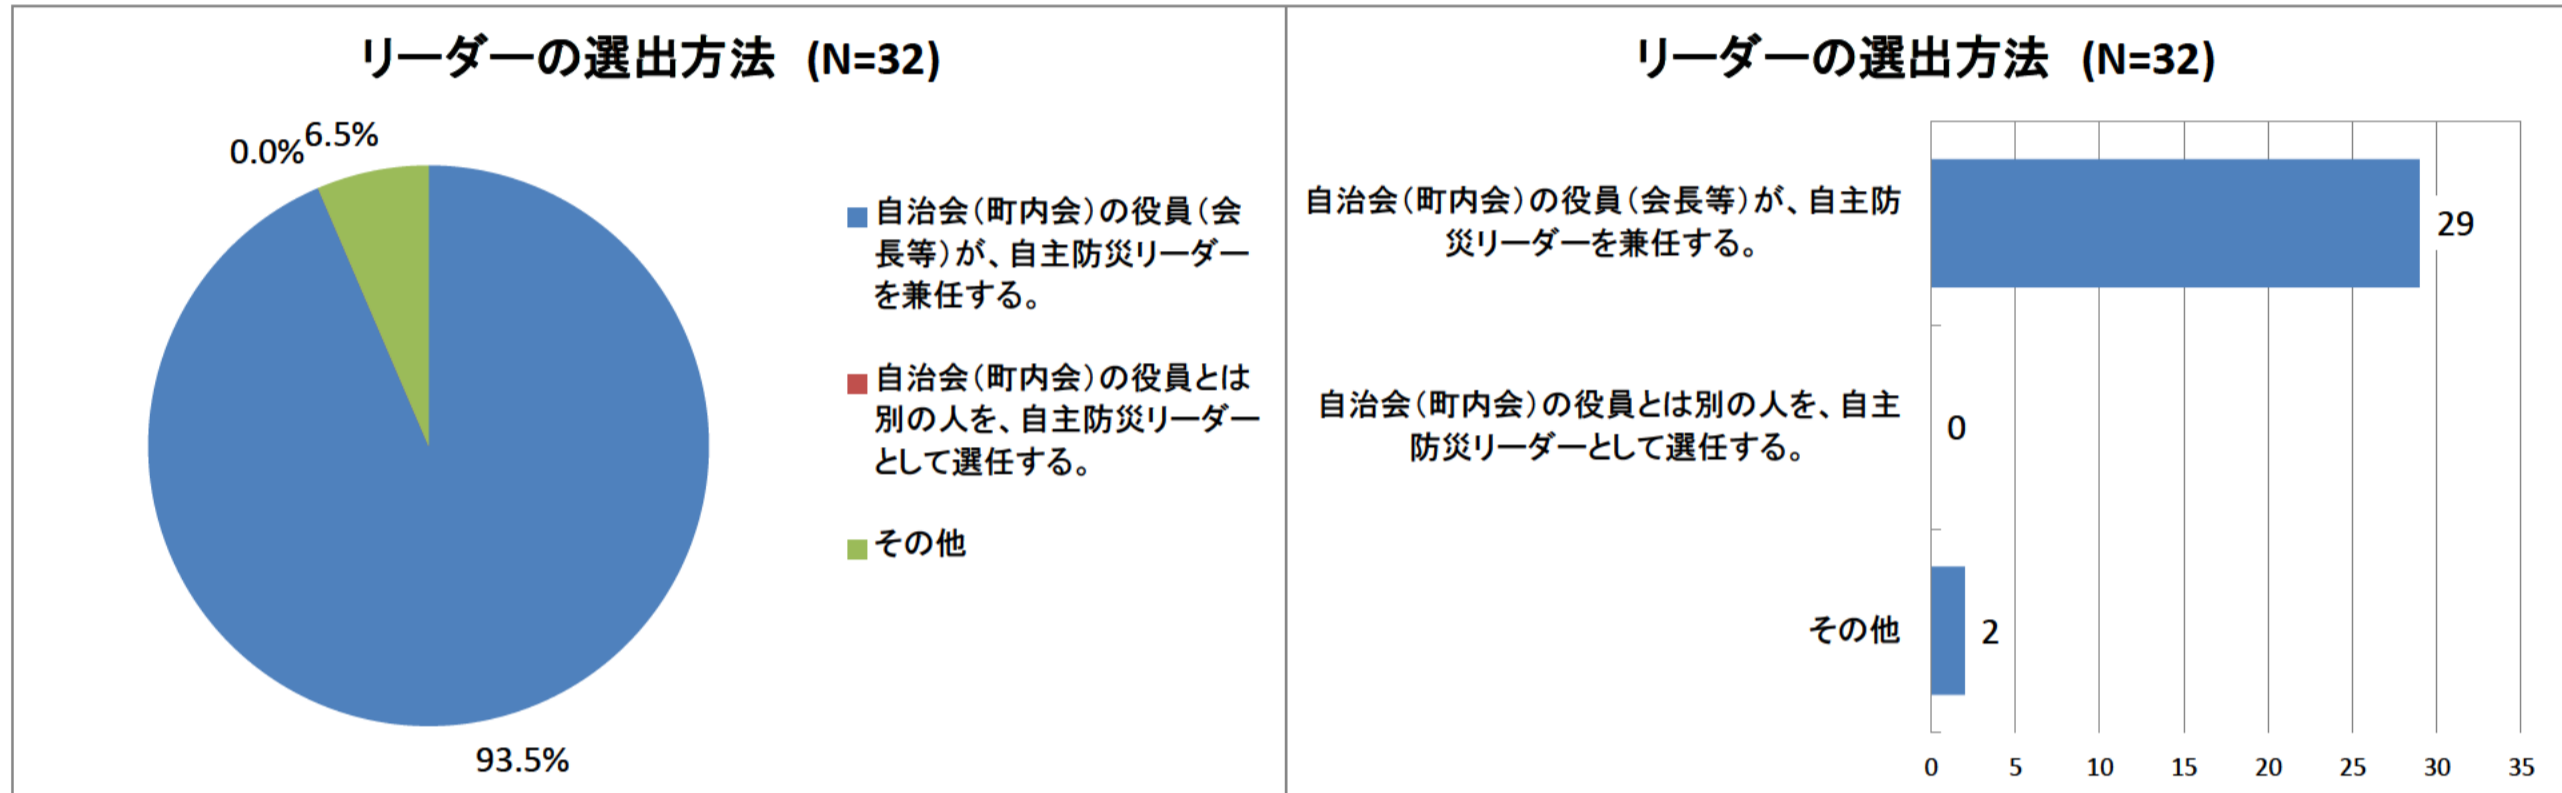 リーダーの選出方法 (N=32)
0.0%
6.5%
93.5%
自治会(町内会)の役員(会
長等)が、自主防災リーダー
を兼任する。
自治会(町内会)の役員とは
別の人を、自主防災リーダー
として選任する。
その他
リーダーの選出方法 (N=32)
自治会(町内会)の役員(会長等)が、自主防
災リーダーを兼任する。
29
自治会(町内会)の役員とは別の人を、自主
防災リーダーとして選任する。
0
その他
2
0 5 10 15 20 25 30 35